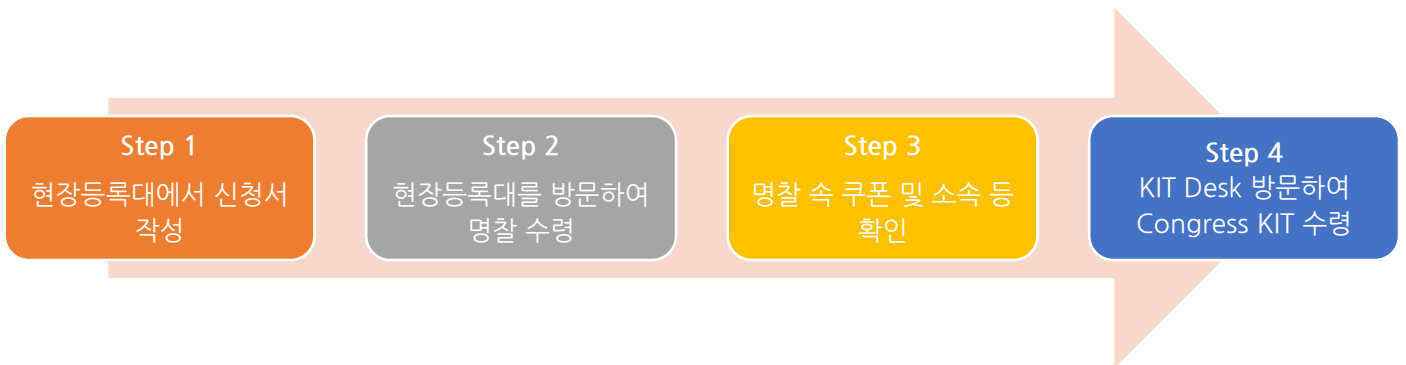 Step 1
현장등록대에서 신청서
작성
Step 2
현장등록대를 방문하여
명찰 수령
Step 3
명찰 속 쿠폰 및 소속 등
확인
Step 4
KIT Desk 방문하여
Congress KIT 수령